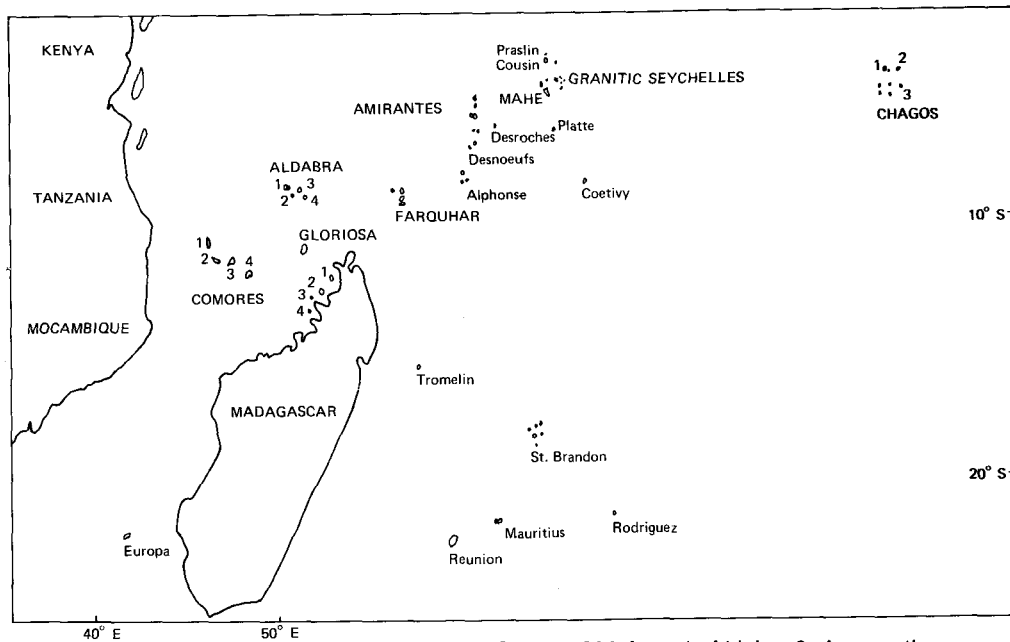 KENYA
Praslin
Cousin
GRANITIC SEYCHELLES
1 2
3
CHAGOS
MAHE
AMIRANTES
Desroches
Platte
Desnoeufs
ALDABRA
1 3
2 4
TANZANIA
Alphonse
Coetivy
FARQUHAR
10° S
GLORIOSA
1
2 4
3
COMORES
1
2
3
4
MOCAMBIQUE
Tromelin
MADAGASCAR
St. Brandon
20° S
Europa
Mauritius
Rodriguez
Reunion
40° E
50° E